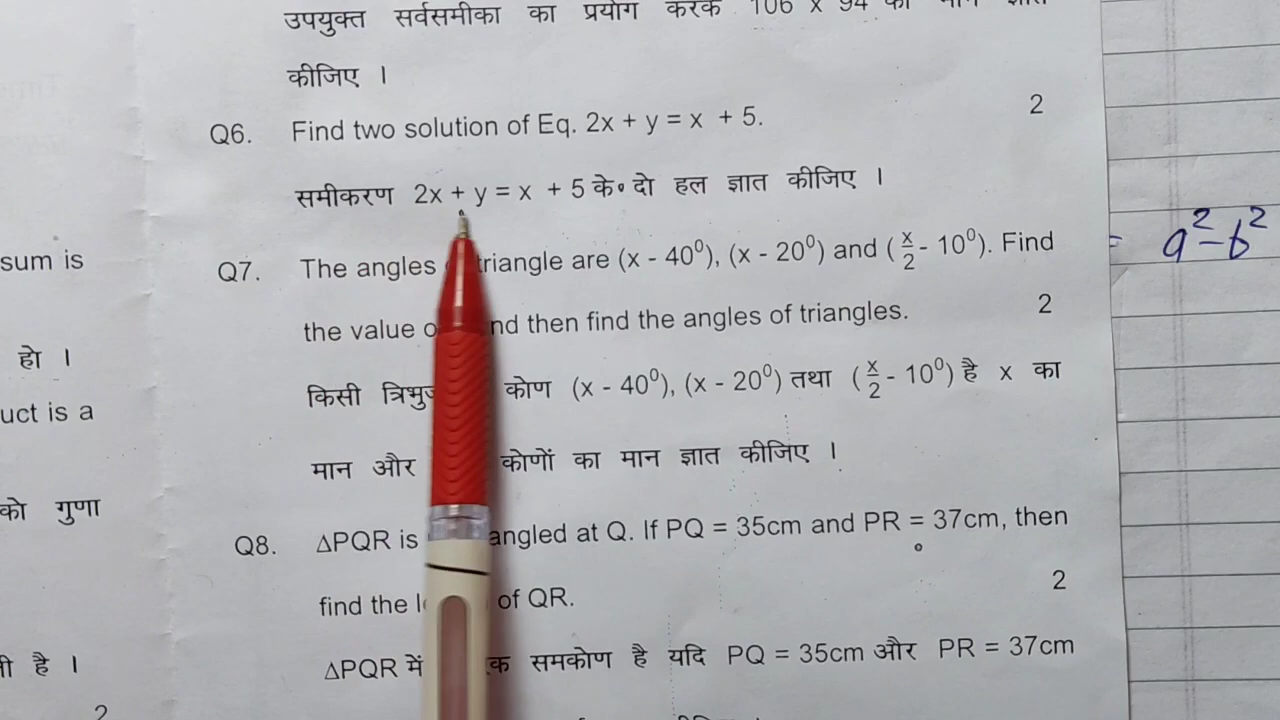 उपयुक्त सर्वसमीका का प्रयोग करके 106 x 94 का मान ज्ञात
कीजिए ।
Q6. Find two solution of Eq. 2x + y = x + 5. 2
समीकरण 2x + y = x + 5 के दो हल ज्ञात कीजिए ।
sum is
Q7. The angles triangle are (x - 40⁰), (x - 20⁰) and (x/2 - 10⁰). Find
= a² - b²
the value nd then find the angles of triangles. 2
हो ।
किसी कोण (x - 40⁰), (x - 20⁰) तथा (x/2 - 10⁰) है x का
uct is a
मान और कोणों का मान ज्ञात कीजिए ।
को गुणा
Q8. ΔPQR is angled at Q. If PQ = 35cm and PR = 37cm, then
find the of QR. 2
है ।
ΔPQR में समकोण है यदि PQ = 35cm और PR = 37cm
2